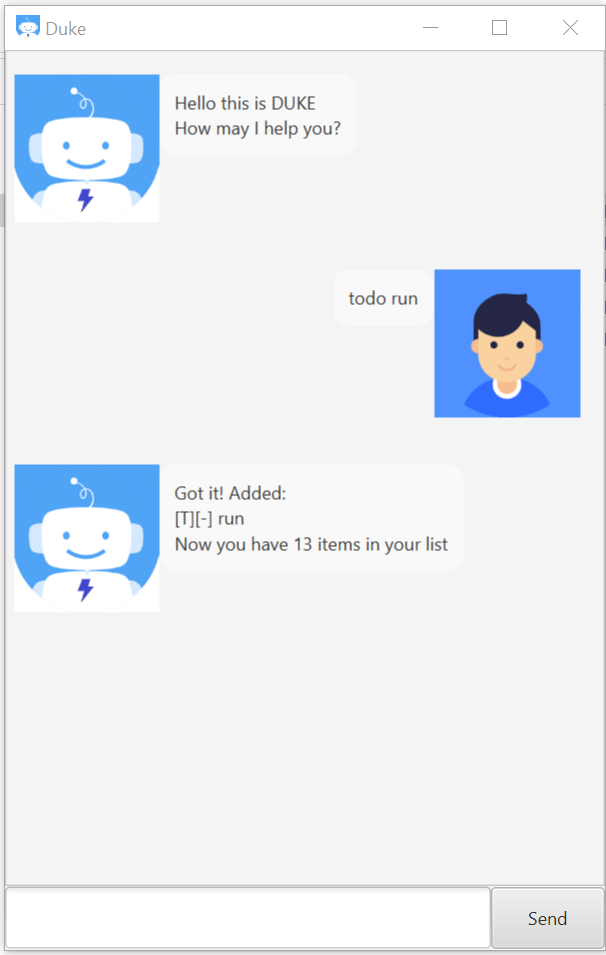 Duke
Hello this is DUKE
How may I help you?
todo run
Got it! Added:
[T][-] run
Now you have 13 items in your list
Send